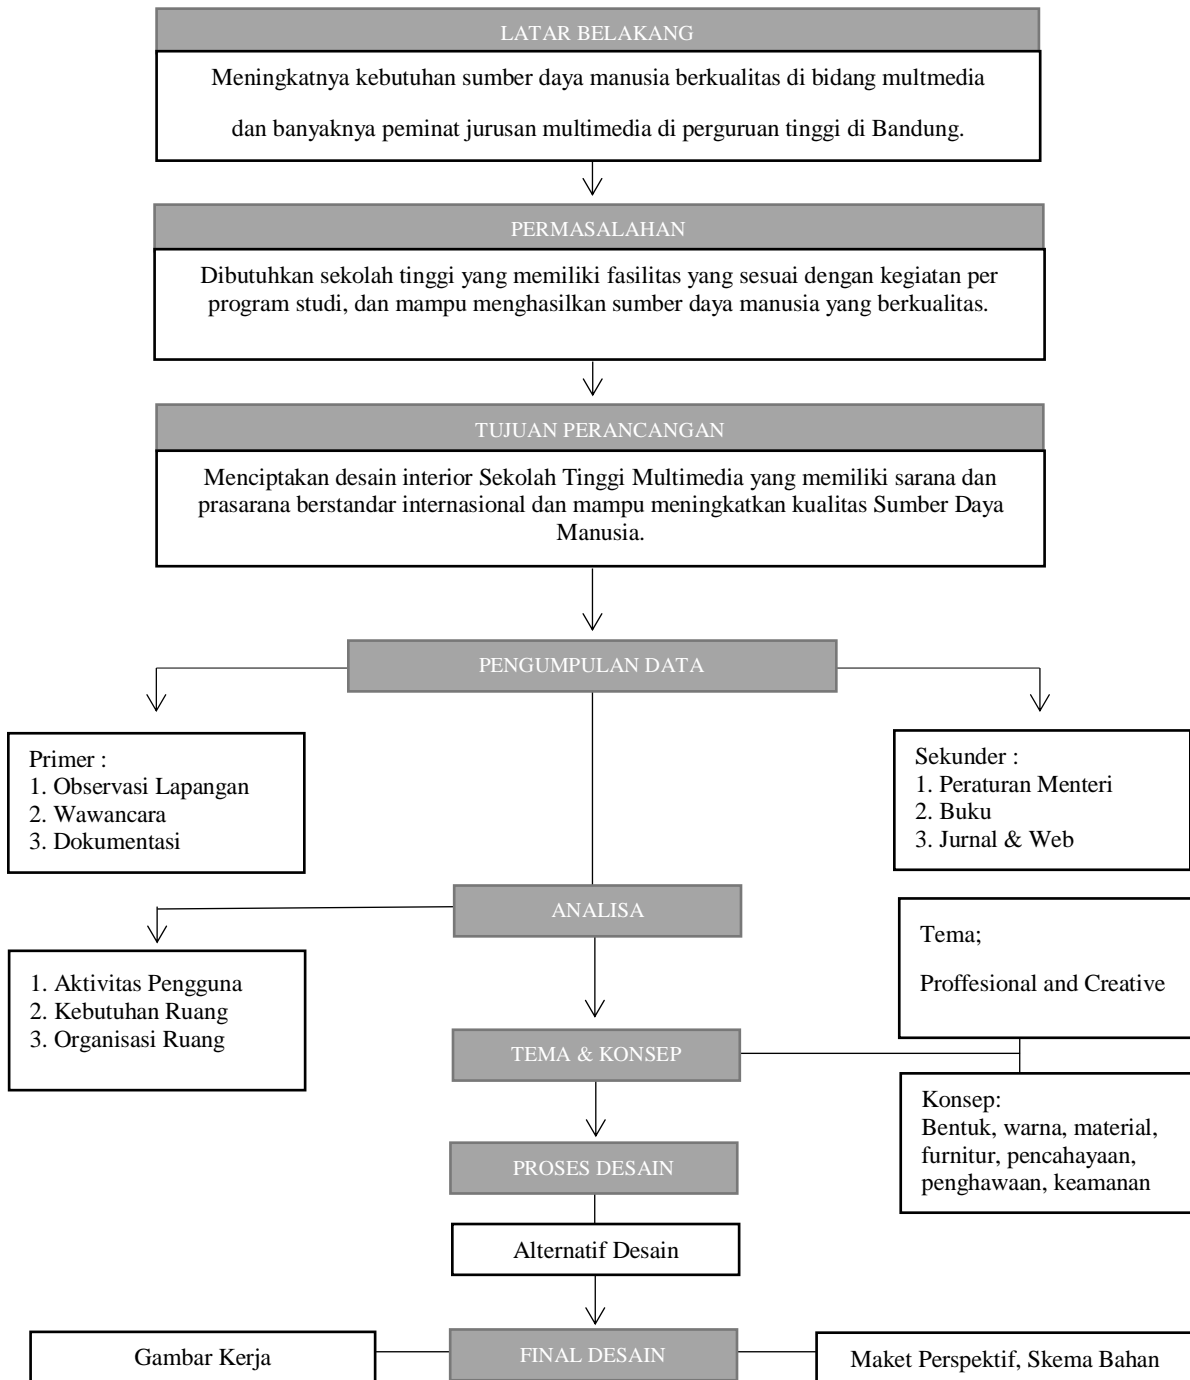 LATAR BELAKANG
Meningkatnya kebutuhan sumber daya manusia berkualitas di bidang multmedia
dan banyaknya peminat jurusan multimedia di perguruan tinggi di Bandung.
PERMASALAHAN
Dibutuhkan sekolah tinggi yang memiliki fasilitas yang sesuai dengan kegiatan per
program studi, dan mampu menghasilkan sumber daya manusia yang berkualitas.
TUJUAN PERANCANGAN
Menciptakan desain interior Sekolah Tinggi Multimedia yang memiliki sarana dan
prasarana berstandar internasional dan mampu meningkatkan kualitas Sumber Daya
Manusia.
PENGUMPULAN DATA
Primer :
1. Observasi Lapangan
2. Wawancara
3. Dokumentasi
Sekunder :
1. Peraturan Menteri
2. Buku
3. Jurnal & Web
ANALISA
1. Aktivitas Pengguna
2. Kebutuhan Ruang
3. Organisasi Ruang
Tema;
Proffesional and Creative
TEMA & KONSEP
Konsep:
Bentuk, warna, material,
furnitur, pencahayaan,
penghawaan, keamanan
PROSES DESAIN
Alternatif Desain
Gambar Kerja
FINAL DESAIN
Maket Perspektif, Skema Bahan